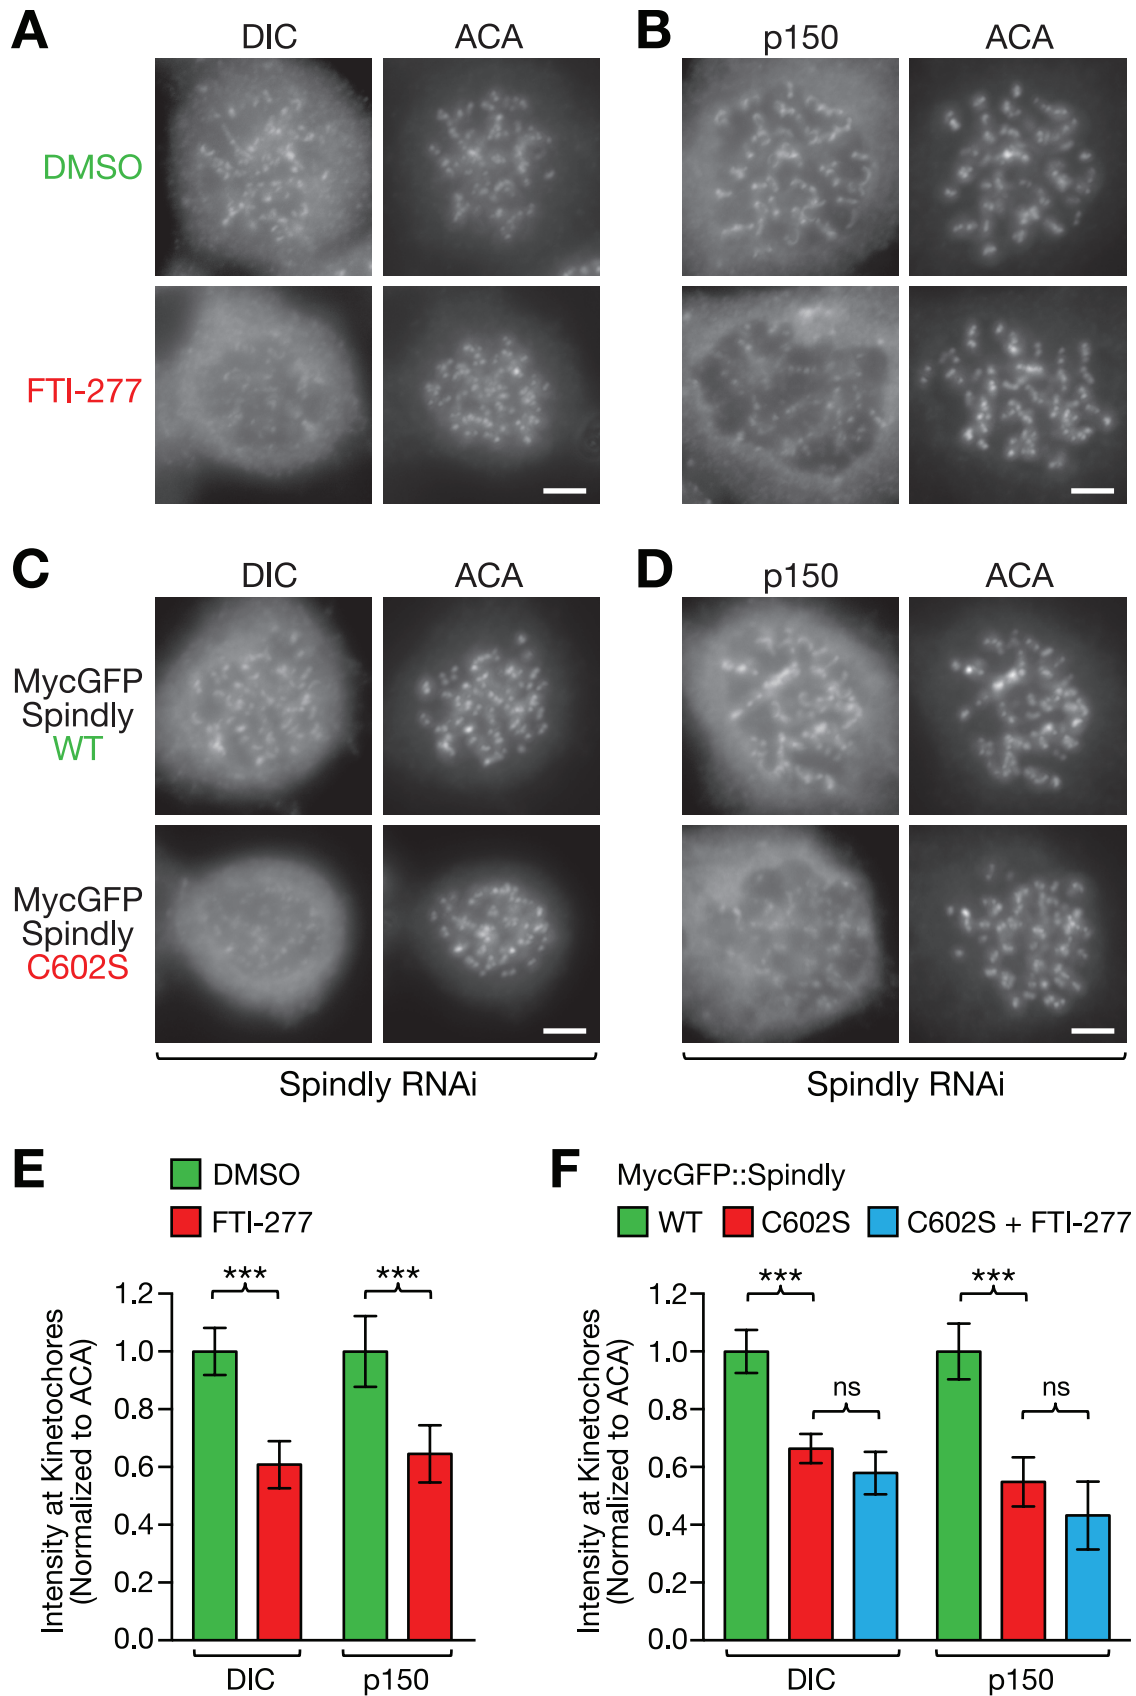 A
DIC
ACA
B
p150
ACA
DMSO
FTI-277
C
DIC
ACA
D
p150
ACA
MycGFP
Spindly
WT
MycGFP
Spindly
C602S
Spindly RNAi
Spindly RNAi
E
DMSO
FTI-277
Intensity at Kinetochores
(Normalized to ACA)
1.2
1.0
0.8
0.6
0.4
0.2
0.0
***
***
DIC
p150
F
MycGFP::Spindly
WT
C602S
C602S + FTI-277
Intensity at Kinetochores
(Normalized to ACA)
1.2
1.0
0.8
0.6
0.4
0.2
0.0
***
ns
***
ns
DIC
p150